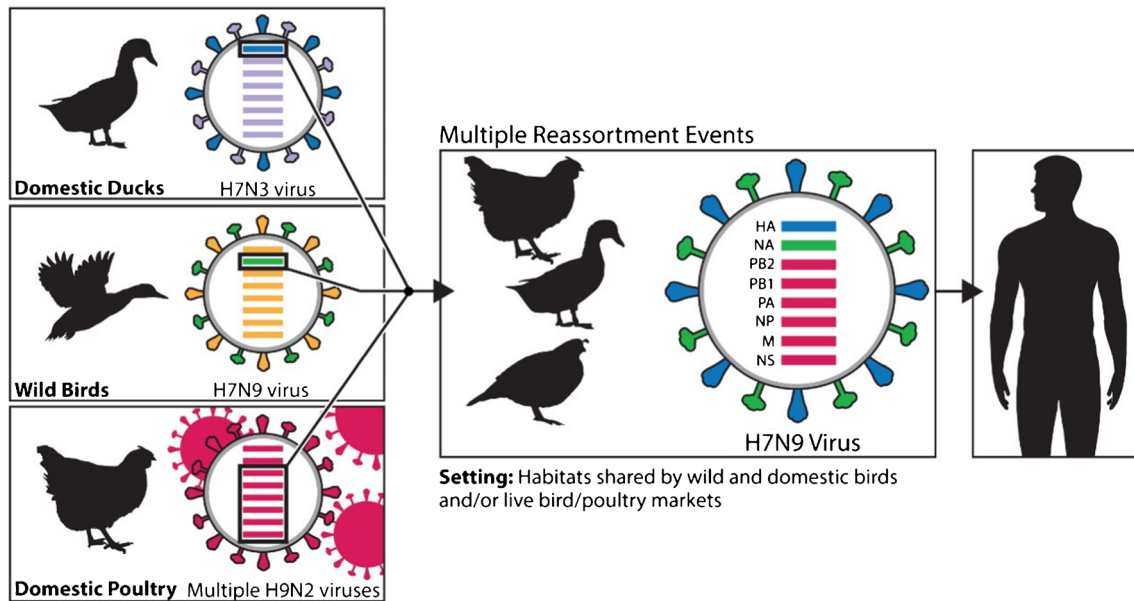 Domestic Ducks
H7N3 virus
Wild Birds
H7N9 virus
Domestic Poultry
Multiple H9N2 viruses
Multiple Reassortment Events
HA
NA
PB2
PB1
PA
NP
M
NS
H7N9 Virus
Setting: Habitats shared by wild and domestic birds
and/or live bird/poultry markets